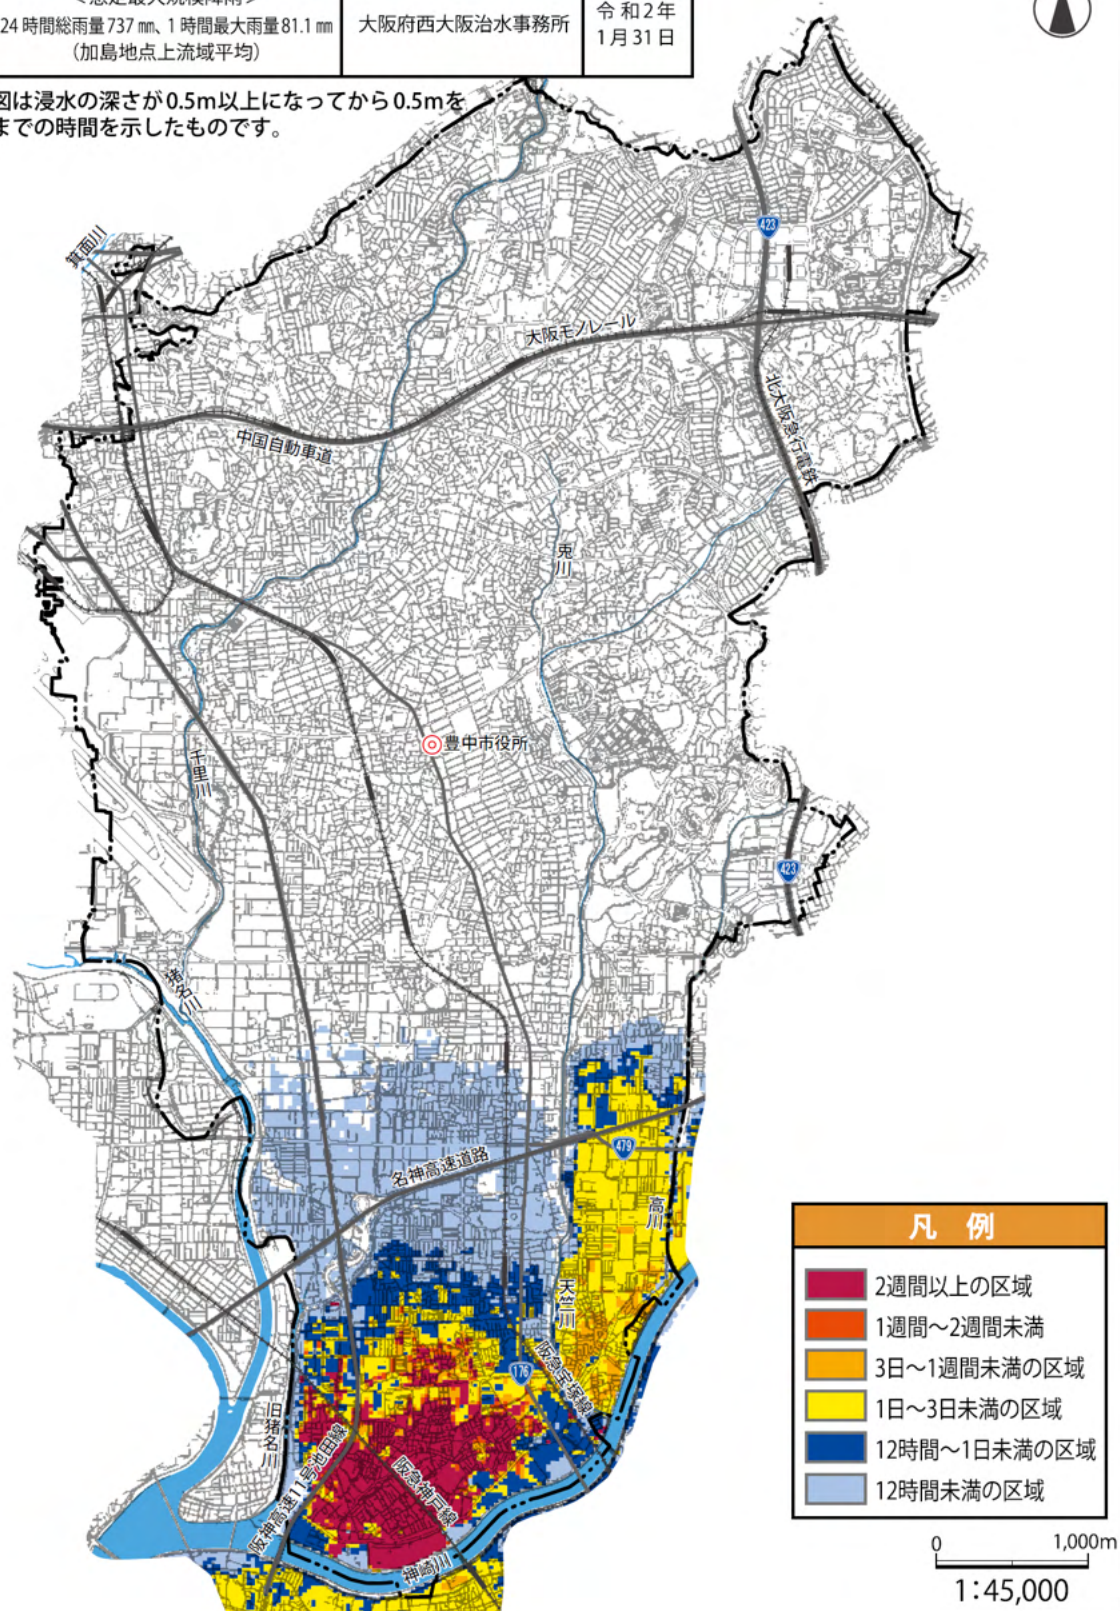 ＜想定最大規模降雨＞
24時間総雨量737㎜、1時間最大雨量81.1㎜
（加島地点上流域平均）
大阪府西大阪治水事務所
令和2年
1月31日
図は浸水の深さが0.5m以上になってから0.5mを
までの時間を示したものです。
423
箕面川
大阪モノレール
北大阪急行電鉄
中国自動車道
兎川
豊中市役所
千里川
423
猪名川
479
名神高速道路
高川
天竺川
阪急宝塚線
176
旧猪名川
阪神高速11号池田線
阪急神戸線
神崎川
凡 例
2週間以上の区域
1週間～2週間未満
3日～1週間未満の区域
1日～3日未満の区域
12時間～1日未満の区域
12時間未満の区域
0 1,000m
1:45,000